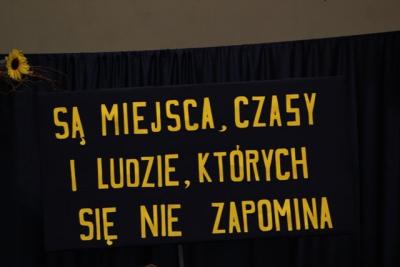 SĄ MIEJSCA, CZASY
I LUDZIE, KTÓRYCH
SIĘ NIE ZAPOMINA